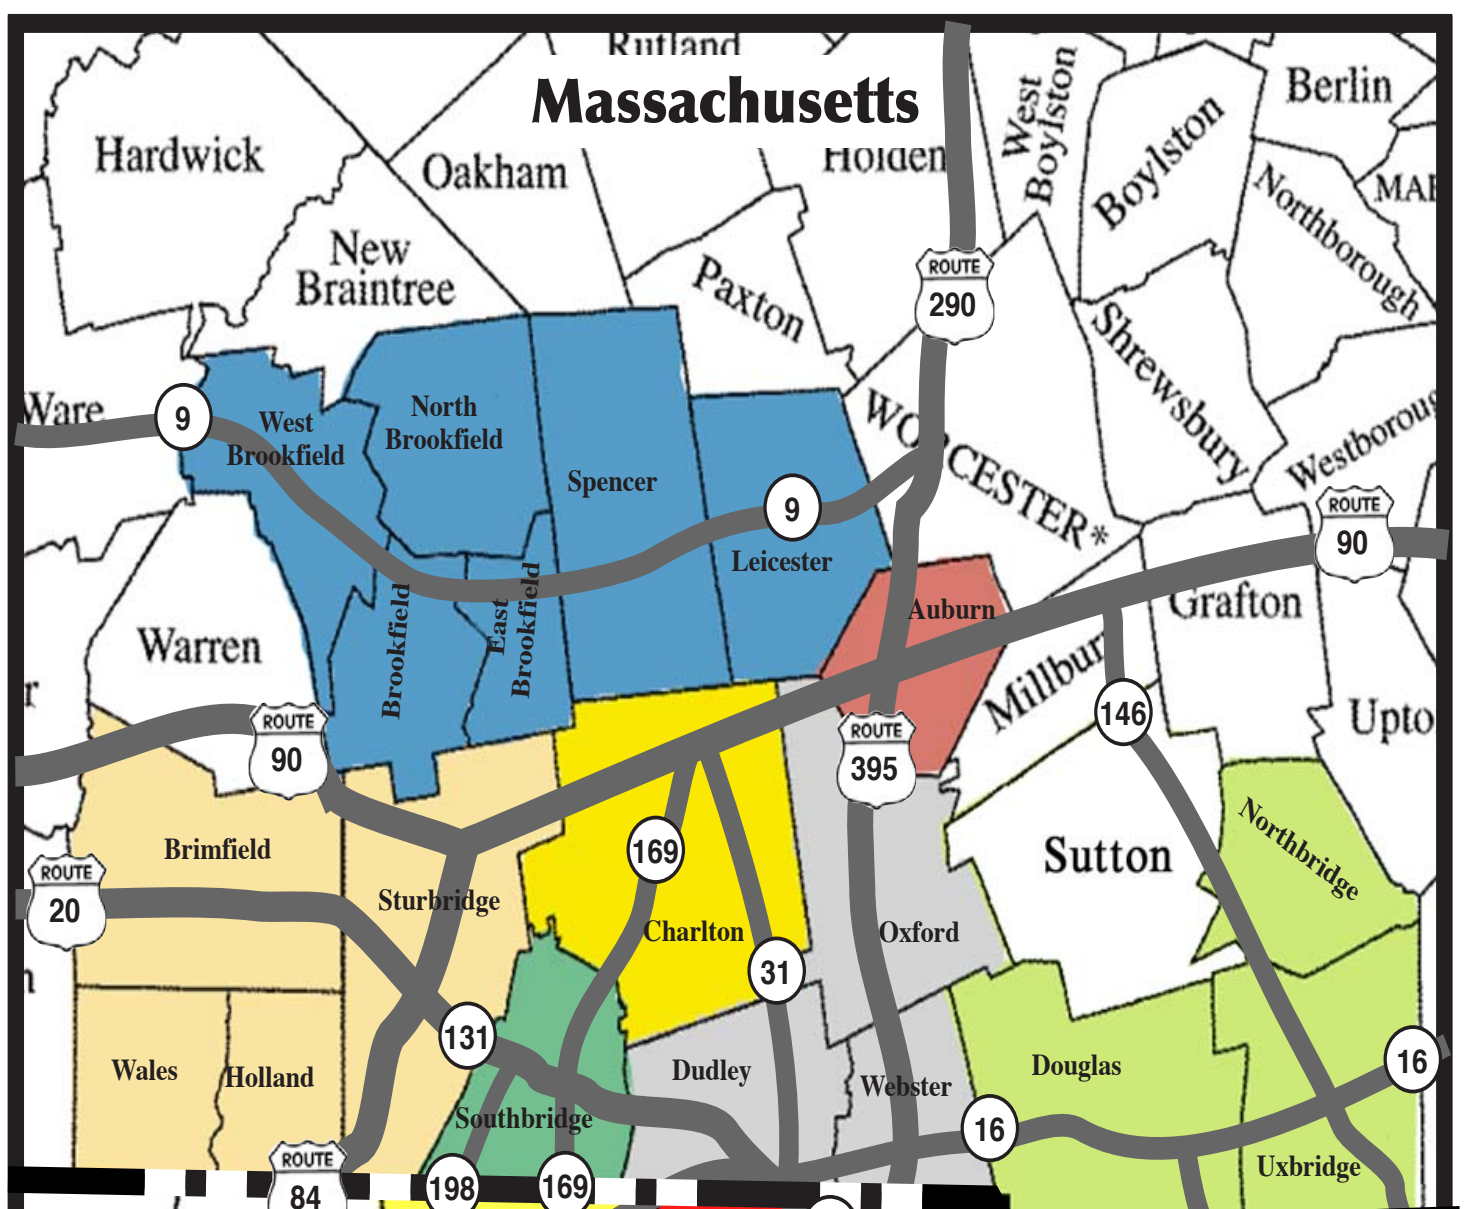 Rutland
Massachusetts
West
Boylston
Boylston
Berlin
Hardwick
Oakham
Holden
Northborough
New
Braintree
Paxton
ROUTE
290
Shrewsbury
Ware
9
West
Brookfield
North
Brookfield
Spencer
WORCESTER*
Westboroug
9
Leicester
ROUTE
90
Brookfield
East
Brookfield
Auburn
Grafton
Warren
Millbury
146
Upto
ROUTE
90
ROUTE
395
Brimfield
169
Sutton
Northbridge
ROUTE
20
Sturbridge
Charlton
Oxford
31
131
Wales
Holland
Dudley
Webster
Douglas
16
Southbridge
16
Uxbridge
ROUTE
84
198
169